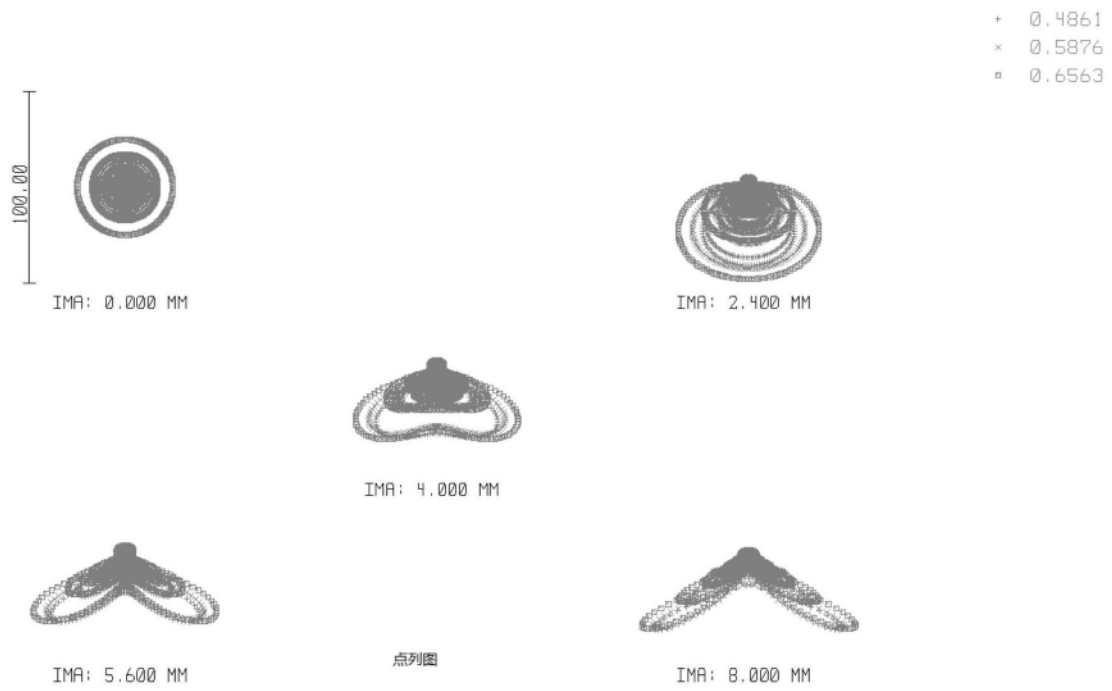 + 0.4861
× 0.5876
0.6563
100.00
IMA: 0.000 MM
IMA: 2.400 MM
IMA: 4.000 MM
IMA: 5.600 MM
点列图
IMA: 8.000 MM